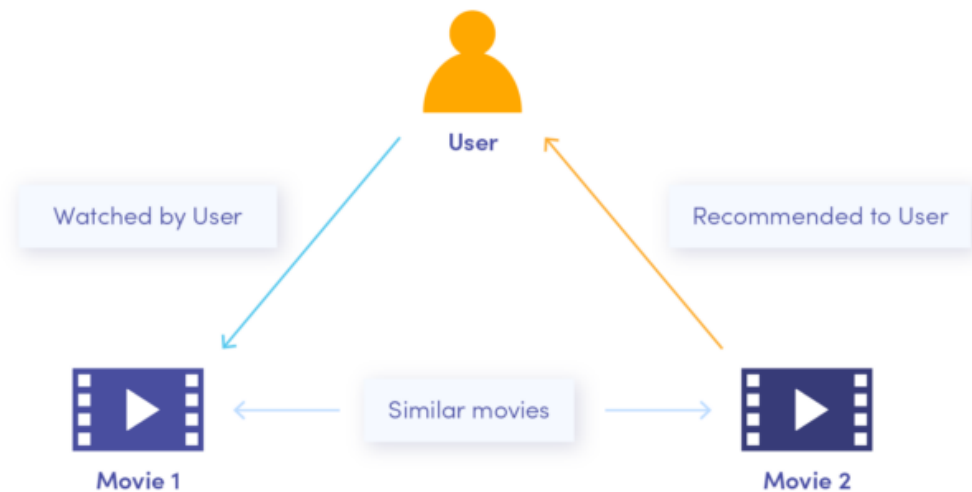 User
Watched by User
Recommended to User
Similar movies
Movie 1
Movie 2